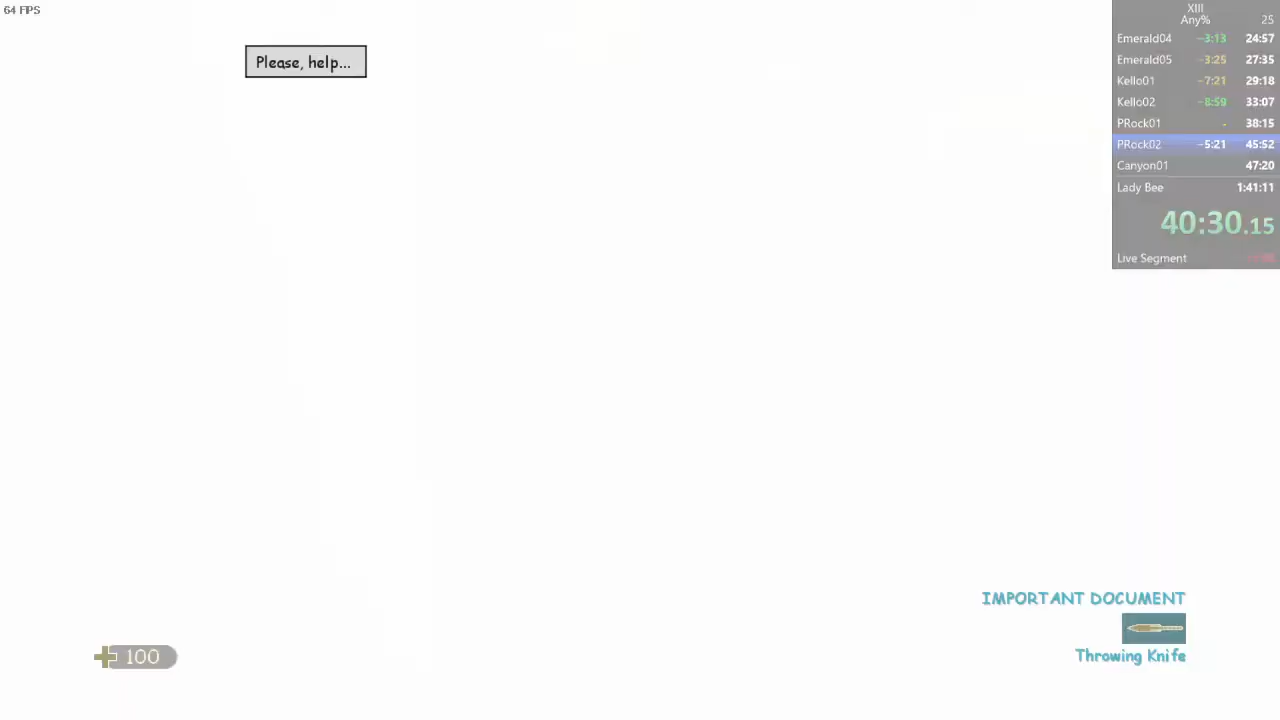 64 FPS
Please, help...
XIII
Any% 25
Emerald04 -3:13 24:57
Emerald05 -3:25 27:35
Kello01 -7:21 29:18
Kello02 -8:59 33:07
PRock01 - 38:15
PRock02 -5:21 45:52
Canyon01 47:20
Lady Bee 1:41:11
40:30.15
Live Segment
IMPORTANT DOCUMENT
Throwing Knife
100